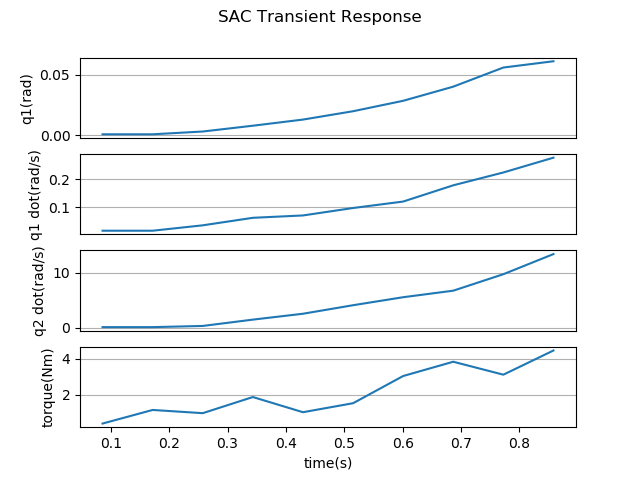 SAC Transient Response
q1(rad)
0.05
0.00
q1 dot(rad/s)
0.2
0.1
q2 dot(rad/s)
10
0
torque(Nm)
4
2
0.1 0.2 0.3 0.4 0.5 0.6 0.7 0.8
time(s)